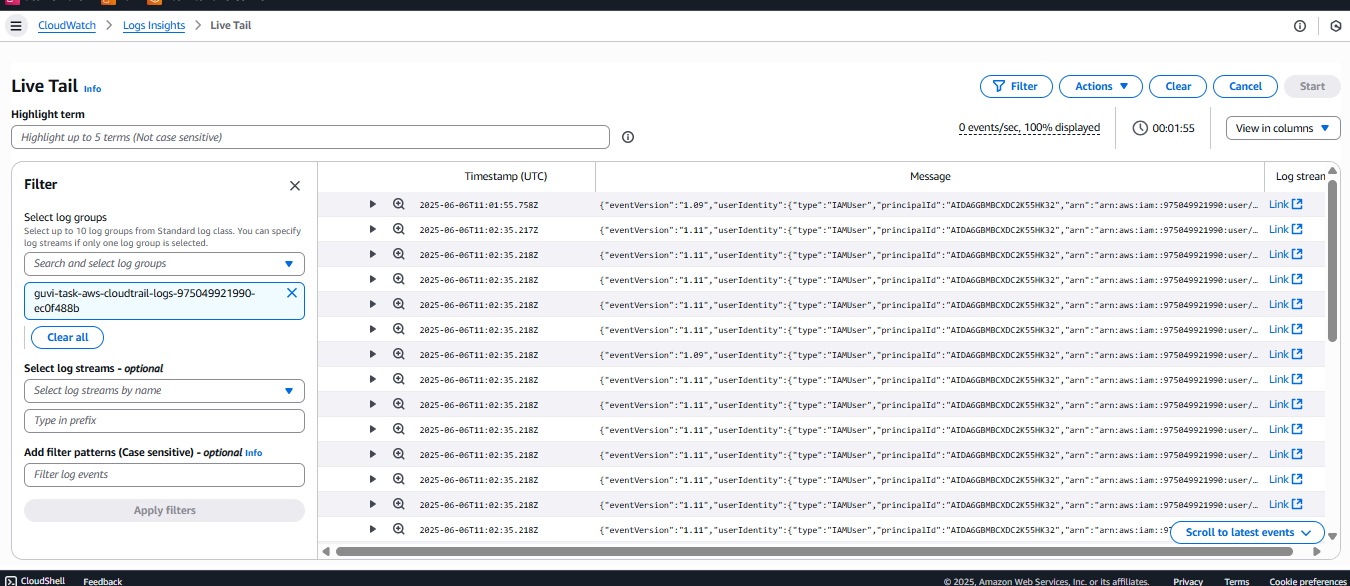 CloudWatch > Logs Insights > Live Tail
Live Tail Info
Filter Actions Clear Cancel Start
Highlight term
Highlight up to 5 terms (Not case sensitive)
0 events/sec, 100% displayed 00:01:55 View in columns
Filter
Select log groups
Select up to 10 log groups from Standard log class. You can specify
log streams if only one log group is selected.
Search and select log groups
guvi-task-aws-cloudtrail-logs-975049921990-
ec0f488b
Clear all
Select log streams - optional
Select log streams by name
Type in prefix
Add filter patterns (Case sensitive) - optional Info
Filter log events
Apply filters
Timestamp (UTC) Message Log stream
2025-06-06T11:01:55.758Z {"eventVersion":"1.09","userIdentity":{"type":"IAMUser","principalId":"AIDA6GBMBCXDC2K55HK32","arn":"arn:aws:iam::975049921990:user/… Link
2025-06-06T11:02:35.217Z {"eventVersion":"1.11","userIdentity":{"type":"IAMUser","principalId":"AIDA6GBMBCXDC2K55HK32","arn":"arn:aws:iam::975049921990:user/… Link
2025-06-06T11:02:35.218Z {"eventVersion":"1.11","userIdentity":{"type":"IAMUser","principalId":"AIDA6GBMBCXDC2K55HK32","arn":"arn:aws:iam::975049921990:user/… Link
2025-06-06T11:02:35.218Z {"eventVersion":"1.11","userIdentity":{"type":"IAMUser","principalId":"AIDA6GBMBCXDC2K55HK32","arn":"arn:aws:iam::975049921990:user/… Link
2025-06-06T11:02:35.218Z {"eventVersion":"1.11","userIdentity":{"type":"IAMUser","principalId":"AIDA6GBMBCXDC2K55HK32","arn":"arn:aws:iam::975049921990:user/… Link
2025-06-06T11:02:35.218Z {"eventVersion":"1.11","userIdentity":{"type":"IAMUser","principalId":"AIDA6GBMBCXDC2K55HK32","arn":"arn:aws:iam::975049921990:user/… Link
2025-06-06T11:02:35.218Z {"eventVersion":"1.09","userIdentity":{"type":"IAMUser","principalId":"AIDA6GBMBCXDC2K55HK32","arn":"arn:aws:iam::975049921990:user/… Link
2025-06-06T11:02:35.218Z {"eventVersion":"1.11","userIdentity":{"type":"IAMUser","principalId":"AIDA6GBMBCXDC2K55HK32","arn":"arn:aws:iam::975049921990:user/… Link
2025-06-06T11:02:35.218Z {"eventVersion":"1.11","userIdentity":{"type":"IAMUser","principalId":"AIDA6GBMBCXDC2K55HK32","arn":"arn:aws:iam::975049921990:user/… Link
2025-06-06T11:02:35.218Z {"eventVersion":"1.11","userIdentity":{"type":"IAMUser","principalId":"AIDA6GBMBCXDC2K55HK32","arn":"arn:aws:iam::975049921990:user/… Link
2025-06-06T11:02:35.218Z {"eventVersion":"1.11","userIdentity":{"type":"IAMUser","principalId":"AIDA6GBMBCXDC2K55HK32","arn":"arn:aws:iam::975049921990:user/… Link
2025-06-06T11:02:35.218Z {"eventVersion":"1.11","userIdentity":{"type":"IAMUser","principalId":"AIDA6GBMBCXDC2K55HK32","arn":"arn:aws:iam::975049921990:user/… Link
2025-06-06T11:02:35.218Z {"eventVersion":"1.11","userIdentity":{"type":"IAMUser","principalId":"AIDA6GBMBCXDC2K55HK32","arn":"arn:aws:iam::975049921990:user/… Link
2025-06-06T11:02:35.218Z {"eventVersion":"1.11","userIdentity":{"type":"IAMUser","principalId":"AIDA6GBMBCXDC2K55HK32","arn":"arn:aws:iam::97
Scroll to latest events
CloudShell Feedback © 2025, Amazon Web Services, Inc. or its affiliates. Privacy Terms Cookie preferences